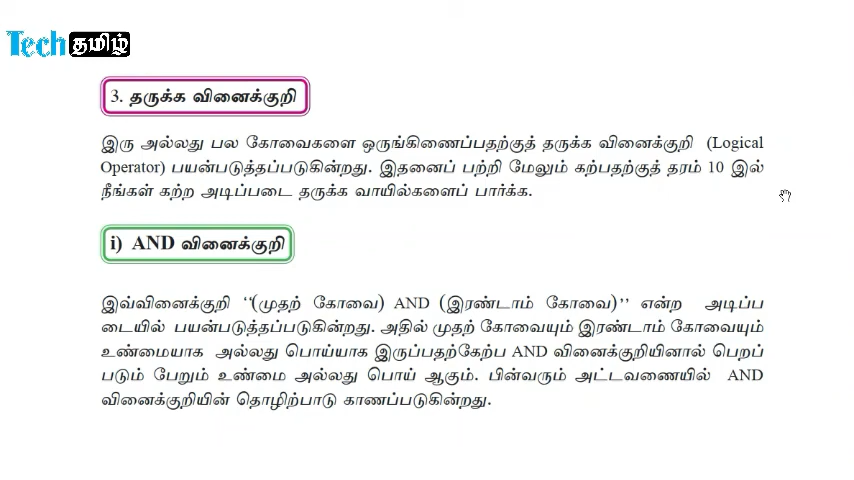 Tech தமிழ்
3. தருக்க வினைக்குறி
இரு அல்லது பல கோவைகளை ஒருங்கிணைப்பதற்குத் தருக்க வினைக்குறி (Logical
Operator) பயன்படுத்தப்படுகின்றது. இதனைப் பற்றி மேலும் கற்பதற்குத் தரம் 10 இல்
நீங்கள் கற்ற அடிப்படை தருக்க வாயில்களைப் பார்க்க.
i) AND வினைக்குறி
இவ்வினைக்குறி ‘‘(முதற் கோவை) AND (இரண்டாம் கோவை)’’ என்ற அடிப்ப
டையில் பயன்படுத்தப்படுகின்றது. அதில் முதற் கோவையும் இரண்டாம் கோவையும்
உண்மையாக அல்லது பொய்யாக இருப்பதற்கேற்ப AND வினைக்குறியினால் பெறப்
படும் பேறும் உண்மை அல்லது பொய் ஆகும். பின்வரும் அட்டவணையில் AND
வினைக்குறியின் தொழிற்பாடு காணப்படுகின்றது.